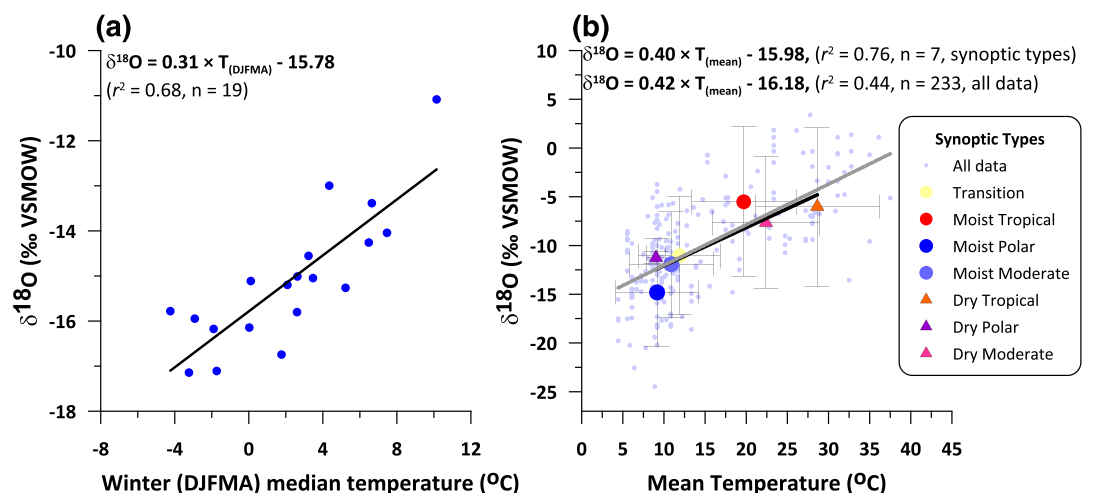 (a)
δ¹⁸O = 0.31 × T(DJFMA) - 15.78
(r² = 0.68, n = 19)
-10
-12
-14
-16
-18
δ¹⁸O (‰ VSMOW)
-8 -4 0 4 8 12
Winter (DJFMA) median temperature (ºC)
(b)
δ¹⁸O = 0.40 × T(mean) - 15.98, (r² = 0.76, n = 7, synoptic types)
δ¹⁸O = 0.42 × T(mean) - 16.18, (r² = 0.44, n = 233, all data)
10
5
0
-5
-10
-15
-20
-25
δ¹⁸O (‰ VSMOW)
0 5 10 15 20 25 30 35 40 45
Mean Temperature (ºC)
Synoptic Types
All data
Transition
Moist Tropical
Moist Polar
Moist Moderate
Dry Tropical
Dry Polar
Dry Moderate